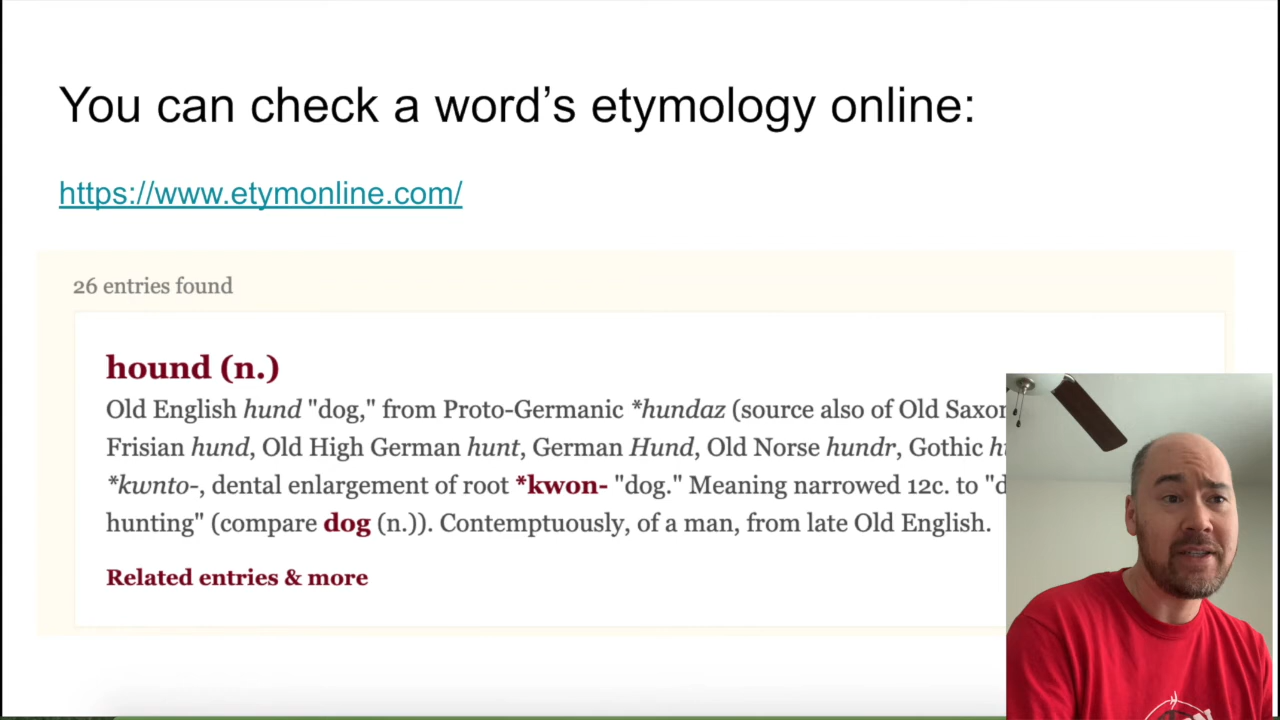 You can check a word’s etymology online:
https://www.etymonline.com/
26 entries found
hound (n.)
Old English hund "dog," from Proto-Germanic *hundaz (source also of Old Saxon
Frisian hund, Old High German hunt, German Hund, Old Norse hundr, Gothic
*kwnto-, dental enlargement of root *kwon- "dog." Meaning narrowed 12c. to
hunting" (compare dog (n.)). Contemptuously, of a man, from late Old English.
Related entries & more